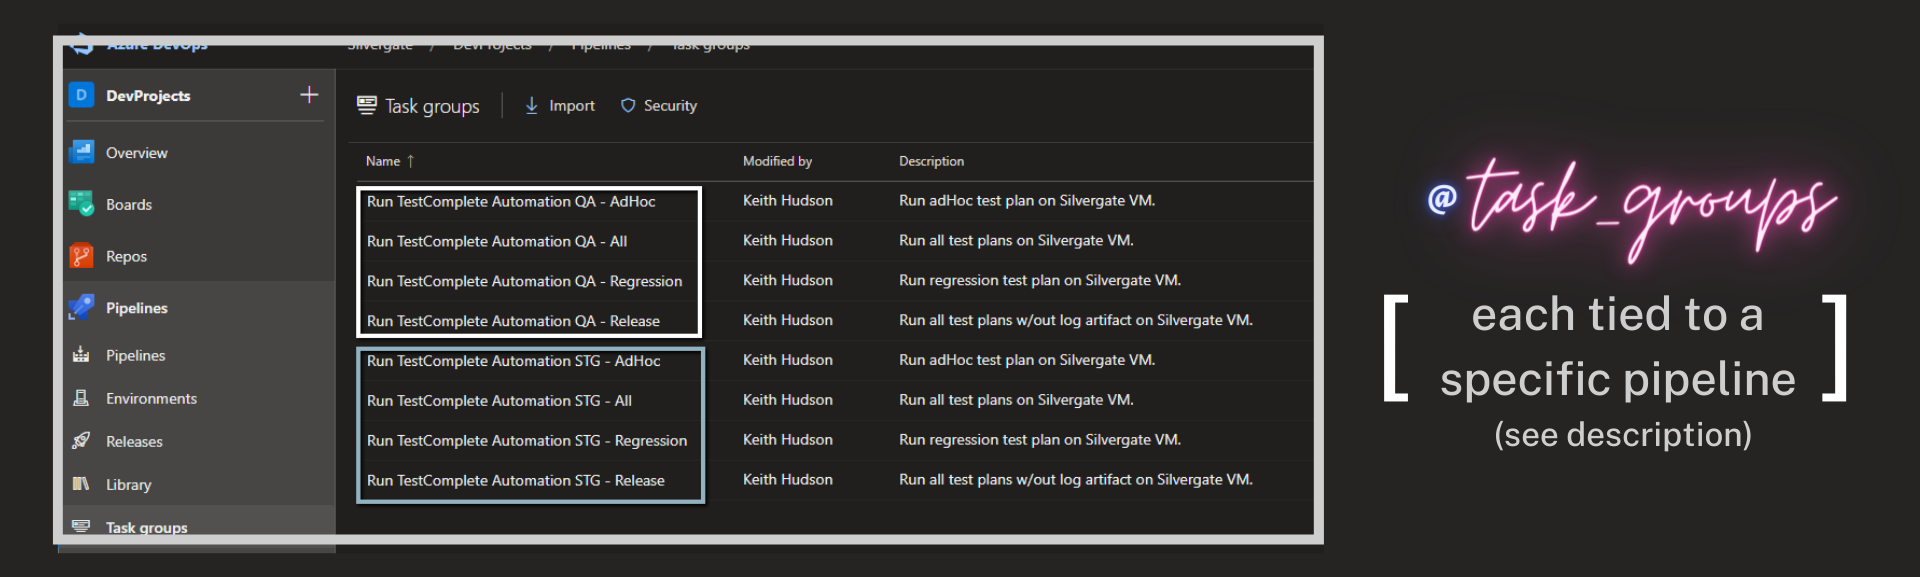 Azure DevOps
Silvergate / DevProjects / Pipelines / Task groups
D DevProjects +
Overview
Boards
Repos
Pipelines
Pipelines
Environments
Releases
Library
Task groups
Task groups Import Security
Name ↑ Modified by Description
Run TestComplete Automation QA - AdHoc Keith Hudson Run adHoc test plan on Silvergate VM.
Run TestComplete Automation QA - All Keith Hudson Run all test plans on Silvergate VM.
Run TestComplete Automation QA - Regression Keith Hudson Run regression test plan on Silvergate VM.
Run TestComplete Automation QA - Release Keith Hudson Run all test plans w/out log artifact on Silvergate VM.
Run TestComplete Automation STG - AdHoc Keith Hudson Run adHoc test plan on Silvergate VM.
Run TestComplete Automation STG - All Keith Hudson Run all test plans on Silvergate VM.
Run TestComplete Automation STG - Regression Keith Hudson Run regression test plan on Silvergate VM.
Run TestComplete Automation STG - Release Keith Hudson Run all test plans w/out log artifact on Silvergate VM.
@task_groups
[ each tied to a
specific pipeline ]
(see description)